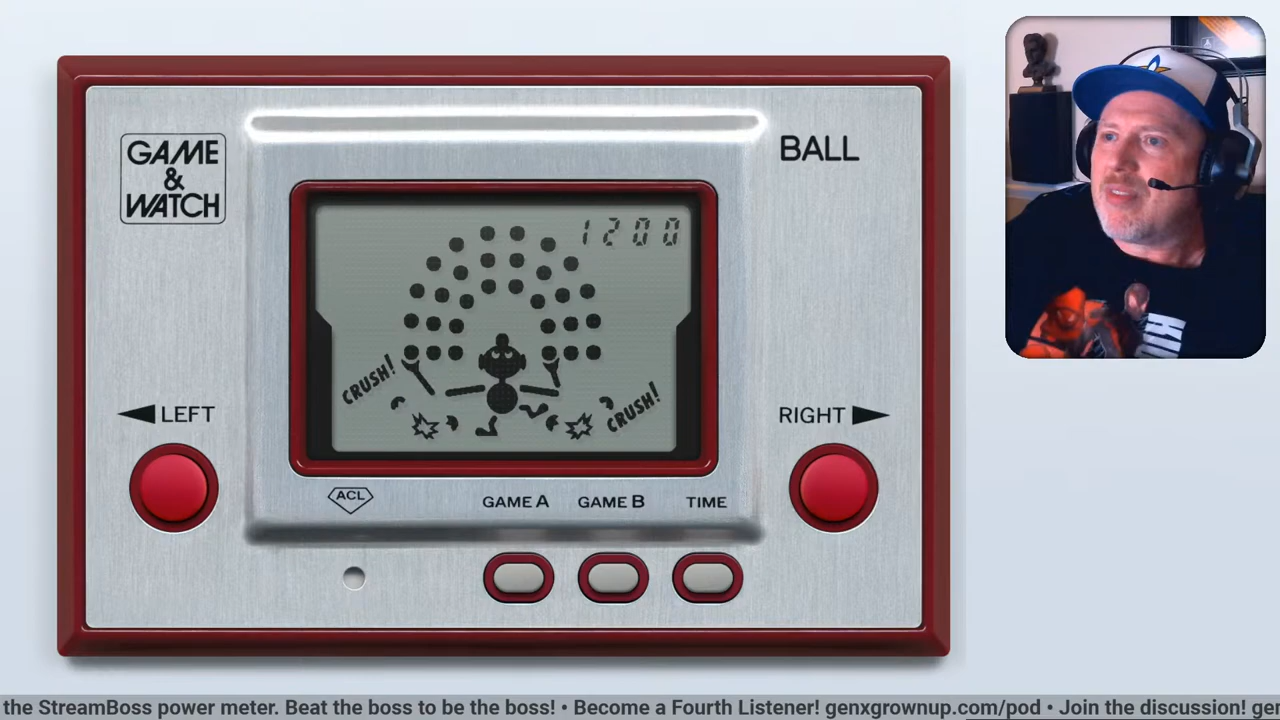 GAME
&
WATCH
BALL
1200
CRUSH!
CRUSH!
LEFT
RIGHT
ACL
GAME A
GAME B
TIME
the StreamBoss power meter. Beat the boss to be the boss! • Become a Fourth Listener! genxgrownup.com/pod • Join the discussion! ger